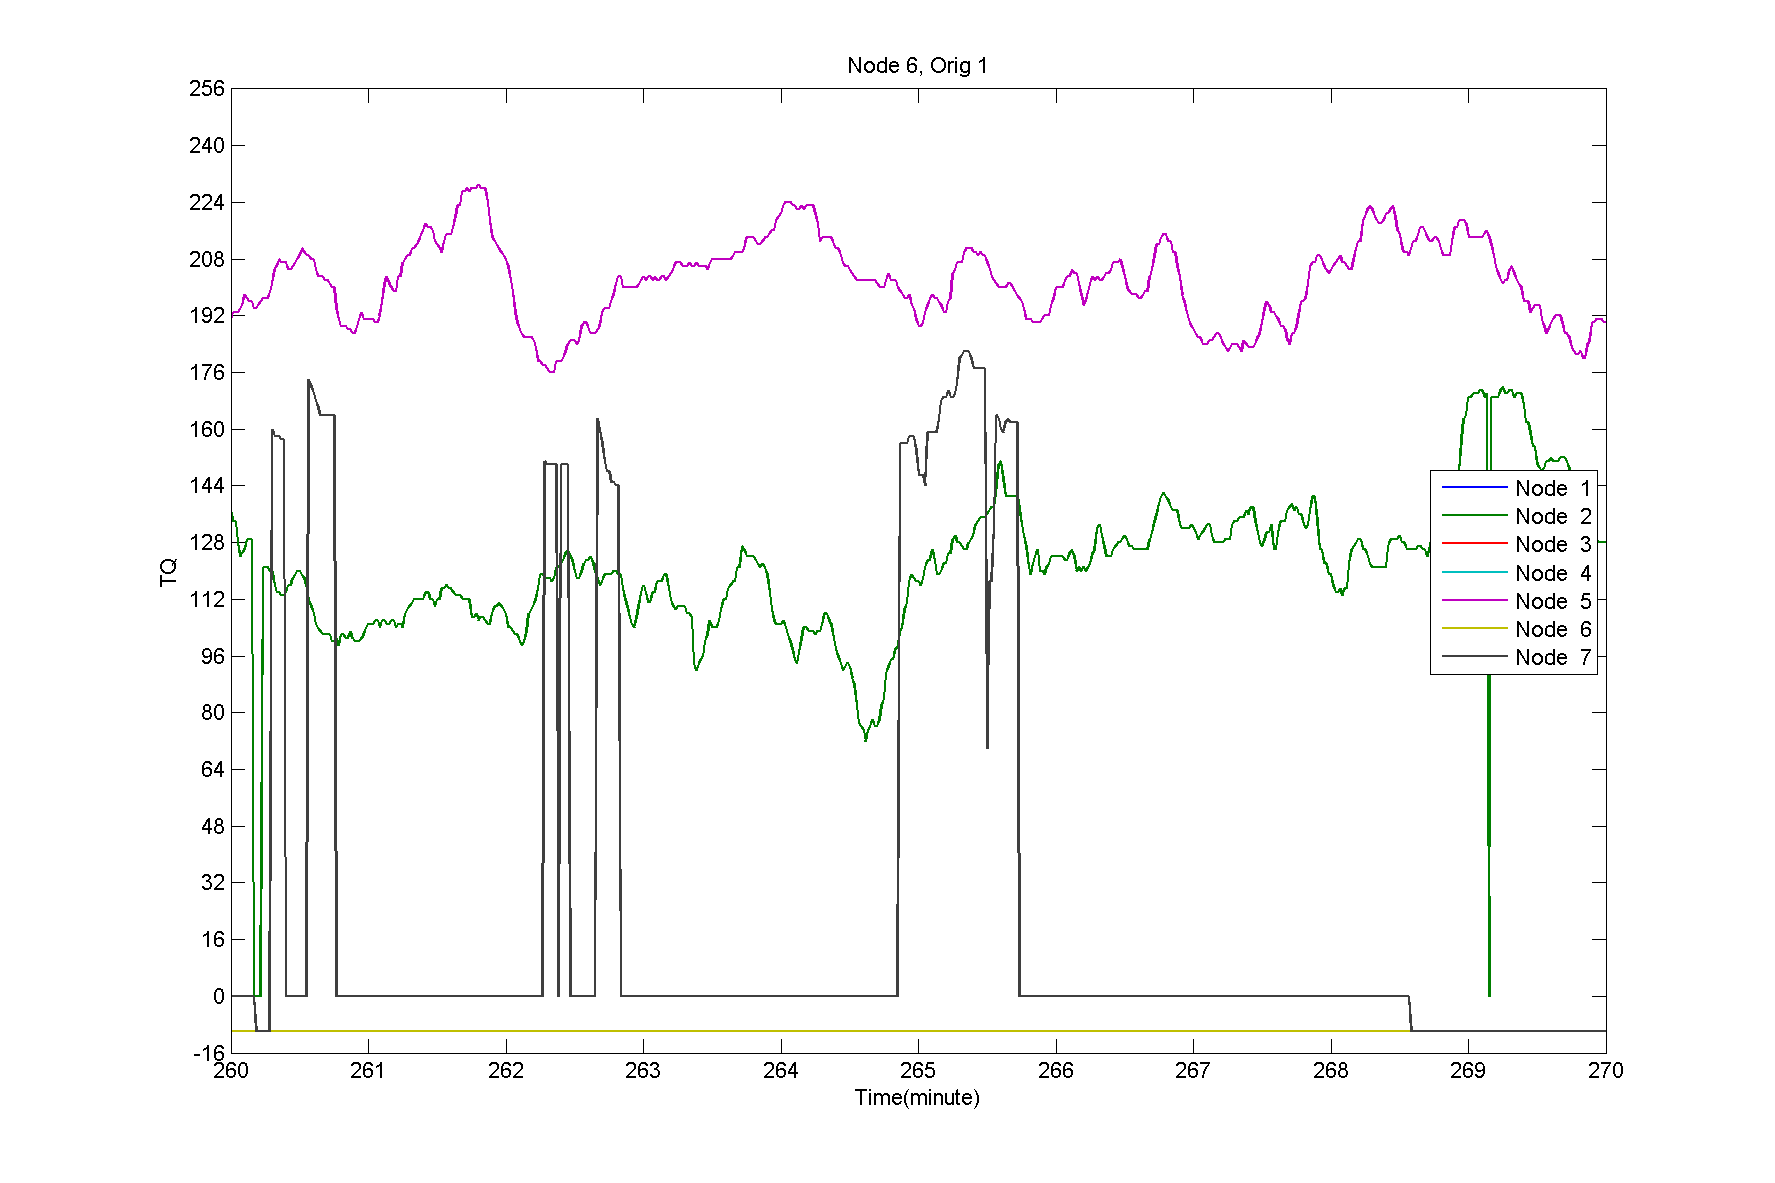 Node 6, Orig 1
256
240
224
208
192
176
160
144
128
112
96
80
64
48
32
16
0
-16
TQ
Node 1
Node 2
Node 3
Node 4
Node 5
Node 6
Node 7
260 261 262 263 264 265 266 267 268 269 270
Time(minute)